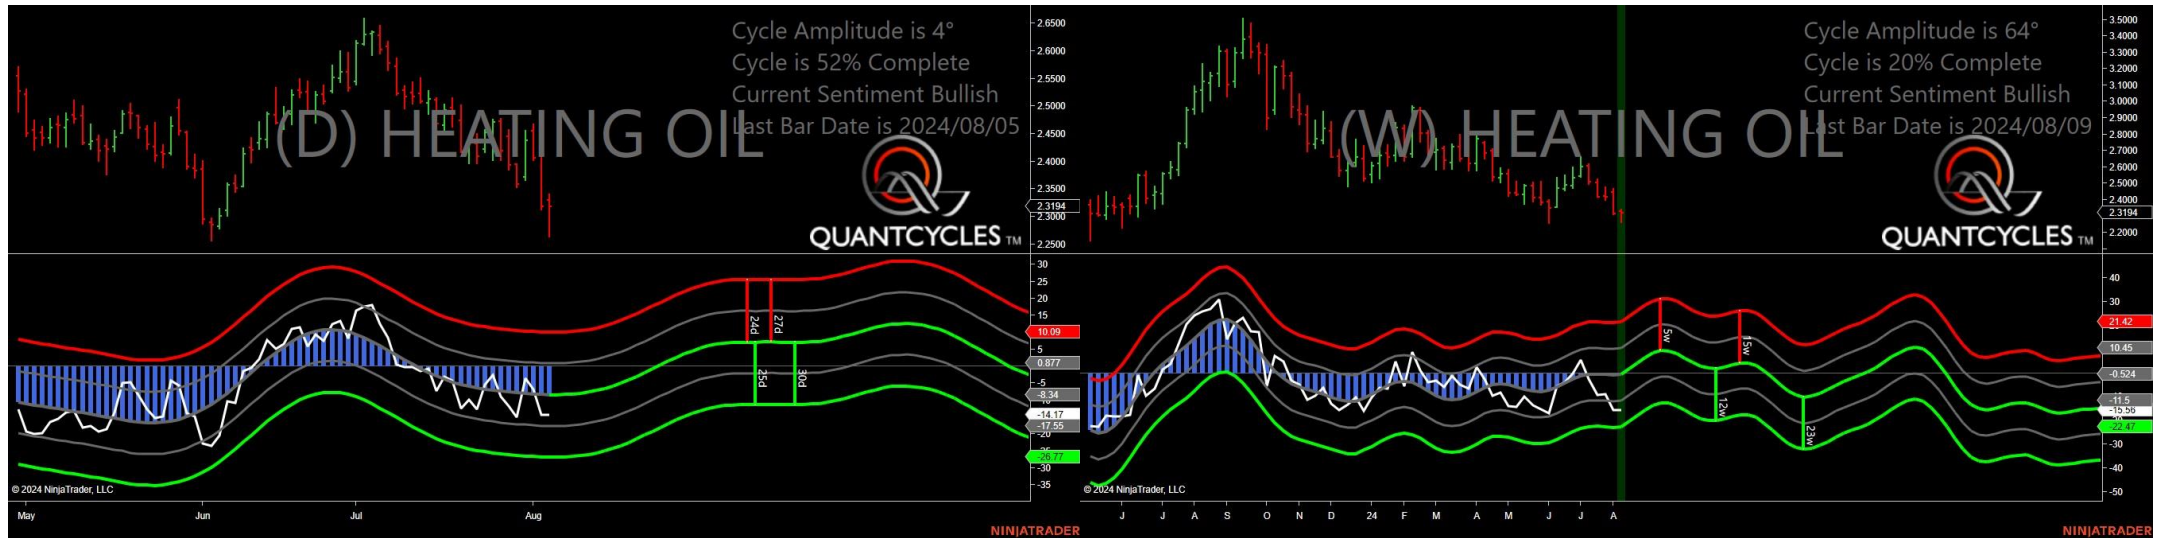 Cycle Amplitude is 4°
Cycle is 52% Complete
Current Sentiment Bullish
Last Bar Date is 2024/08/05
(D) HEATING OIL
QUANTCYCLES TM
2.6500
2.6000
2.5500
2.5000
2.4500
2.4000
2.3500
2.3194
2.3000
2.2500
30
25
20
15
10.09
5
0.877
-5
-8.34
-14.17
-17.55
-20
-26.77
-30
-35
24d
27d
25d
30d
© 2024 NinjaTrader, LLC
May Jun Jul Aug
NINJATRADER
Cycle Amplitude is 64°
Cycle is 20% Complete
Current Sentiment Bullish
Last Bar Date is 2024/08/09
(W) HEATING OIL
QUANTCYCLES TM
3.5000
3.4000
3.3000
3.2000
3.1000
3.0000
2.9000
2.8000
2.7000
2.6000
2.5000
2.4000
2.3194
2.2000
40
30
21.42
10.45
-0.524
-11.5
-15.56
-22.47
-30
-40
-50
5w
15w
12w
23w
© 2024 NinjaTrader, LLC
J J A S O N D 24 F M A M J J A
NINJATRADER